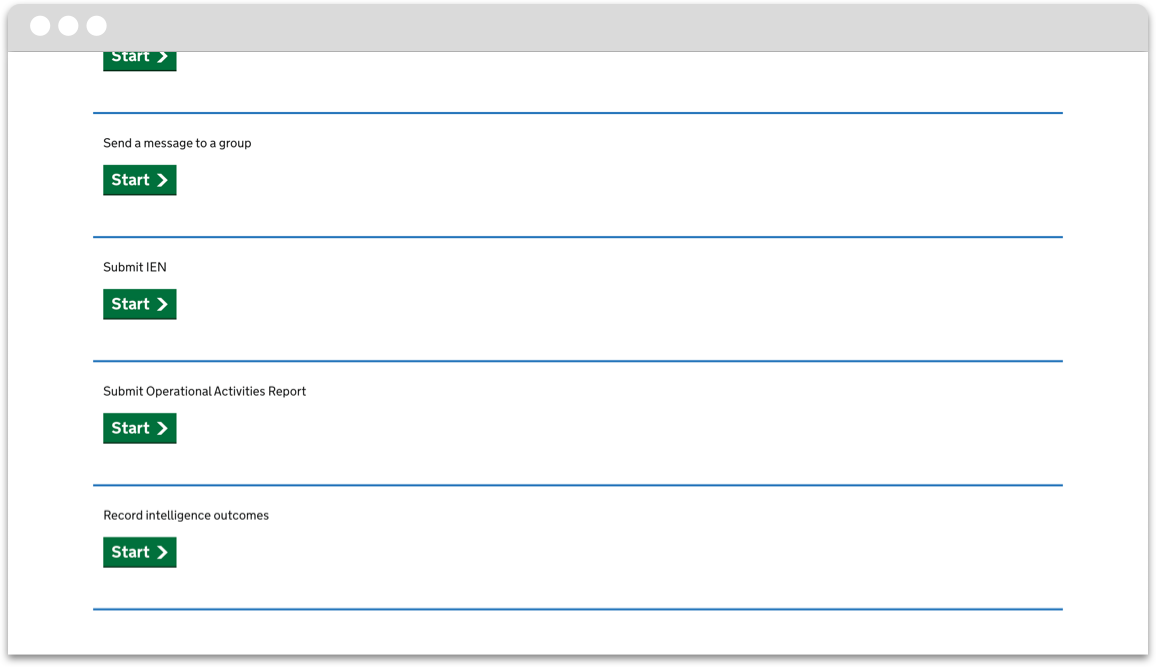 Start
Send a message to a group
Start
Submit IEN
Start
Submit Operational Activities Report
Start
Record intelligence outcomes
Start